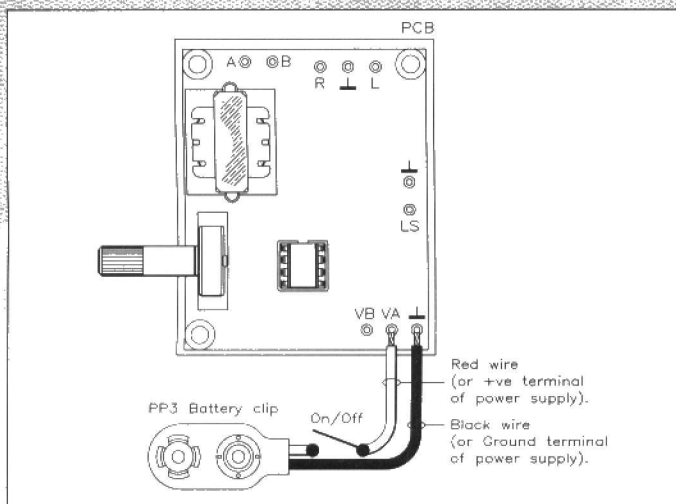 PCB
A B
R ⊥ L
⊥
LS
VB VA ⊥
Red wire
(or +ve terminal
of power supply).
PP3 Battery clip
On/Off
Black wire
(or Ground terminal
of power supply).